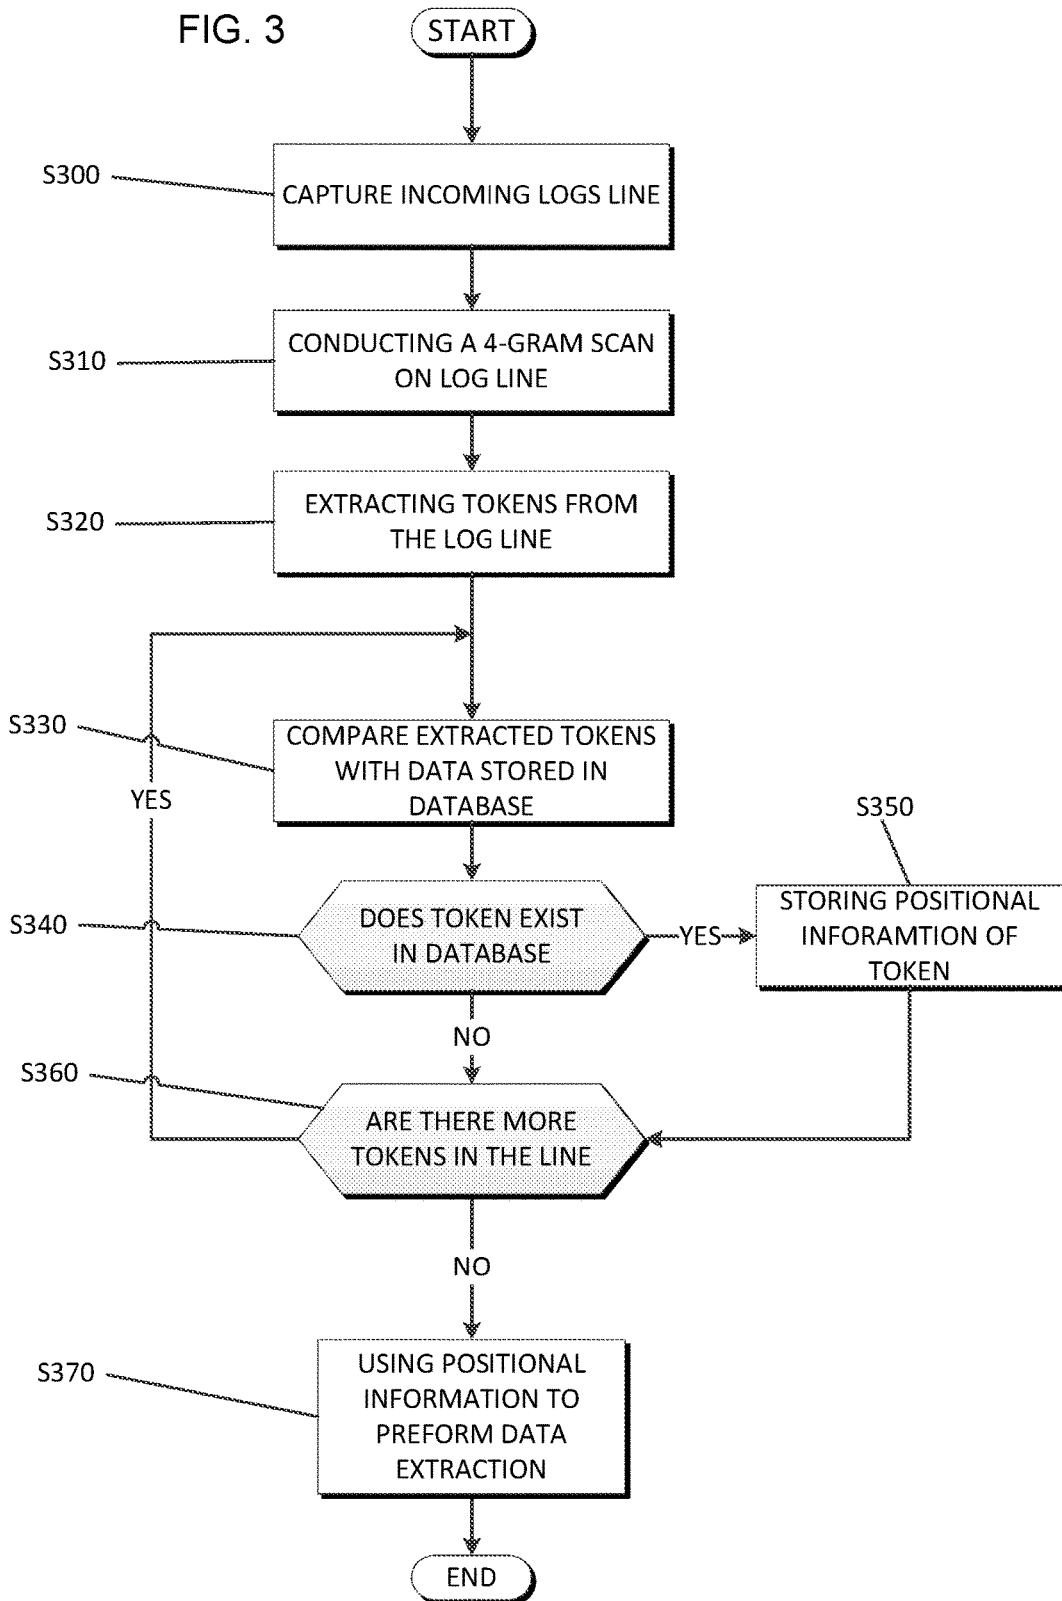 FIG. 3
START
S300
CAPTURE INCOMING LOGS LINE
S310
CONDUCTING A 4-GRAM SCAN
ON LOG LINE
S320
EXTRACTING TOKENS FROM
THE LOG LINE
S330
COMPARE EXTRACTED TOKENS
WITH DATA STORED IN
DATABASE
YES
S340
DOES TOKEN EXIST
IN DATABASE
YES
S350
STORING POSITIONAL
INFORAMTION OF
TOKEN
NO
S360
ARE THERE MORE
TOKENS IN THE LINE
NO
S370
USING POSITIONAL
INFORMATION TO
PREFORM DATA
EXTRACTION
END